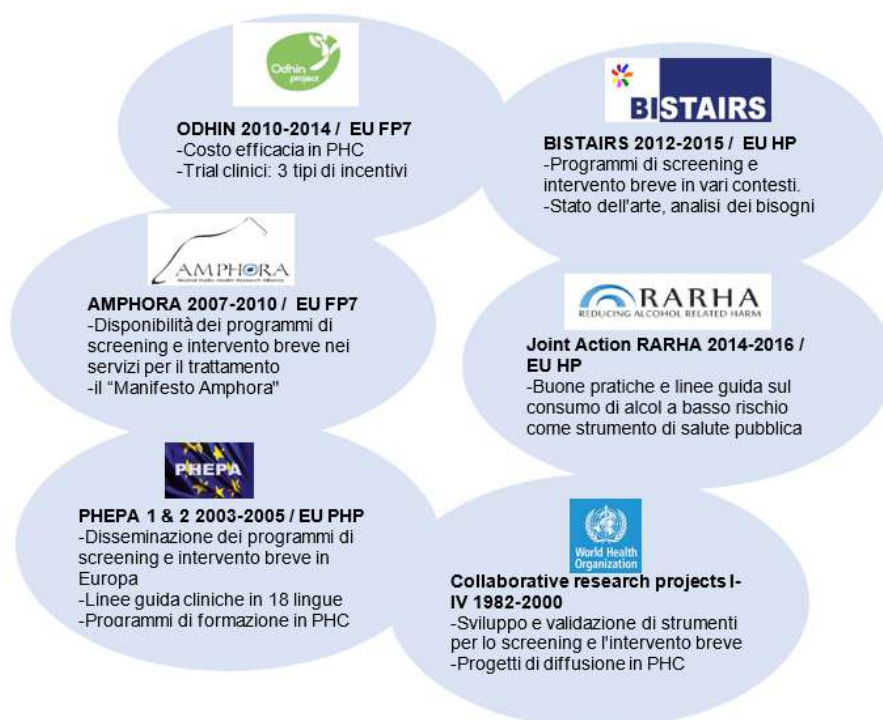 Odhin
project
ODHIN 2010-2014 / EU FP7
-Costo efficacia in PHC
-Trial clinici: 3 tipi di incentivi
BISTAIRS
BISTAIRS 2012-2015 / EU HP
-Programmi di screening e
intervento breve in vari contesti.
-Stato dell'arte, analisi dei bisogni
AMPHORA
Alcohol Public Health Research Alliance
AMPHORA 2007-2010 / EU FP7
-Disponibilità dei programmi di
screening e intervento breve nei
servizi per il trattamento
-il “Manifesto Amphora"
RARHA
REDUCING ALCOHOL RELATED HARM
Joint Action RARHA 2014-2016 /
EU HP
-Buone pratiche e linee guida sul
consumo di alcol a basso rischio
come strumento di salute pubblica
PHEPA
PHEPA 1 & 2 2003-2005 / EU PHP
-Disseminazione dei programmi di
screening e intervento breve in
Europa
-Linee guida cliniche in 18 lingue
-Programmi di formazione in PHC
World Health
Organization
Collaborative research projects I-
IV 1982-2000
-Sviluppo e validazione di strumenti
per lo screening e l'intervento breve
-Progetti di diffusione in PHC